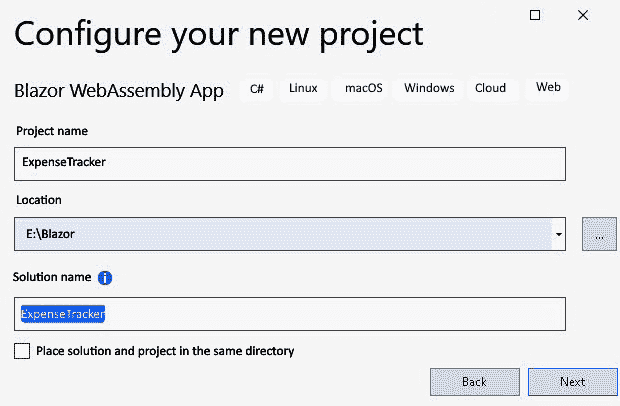 Configure your new project
Blazor WebAssembly App C# Linux macOS Windows Cloud Web
Project name
ExpenseTracker
Location
E:\Blazor
...
Solution name
ExpenseTracker
Place solution and project in the same directory
Back Next